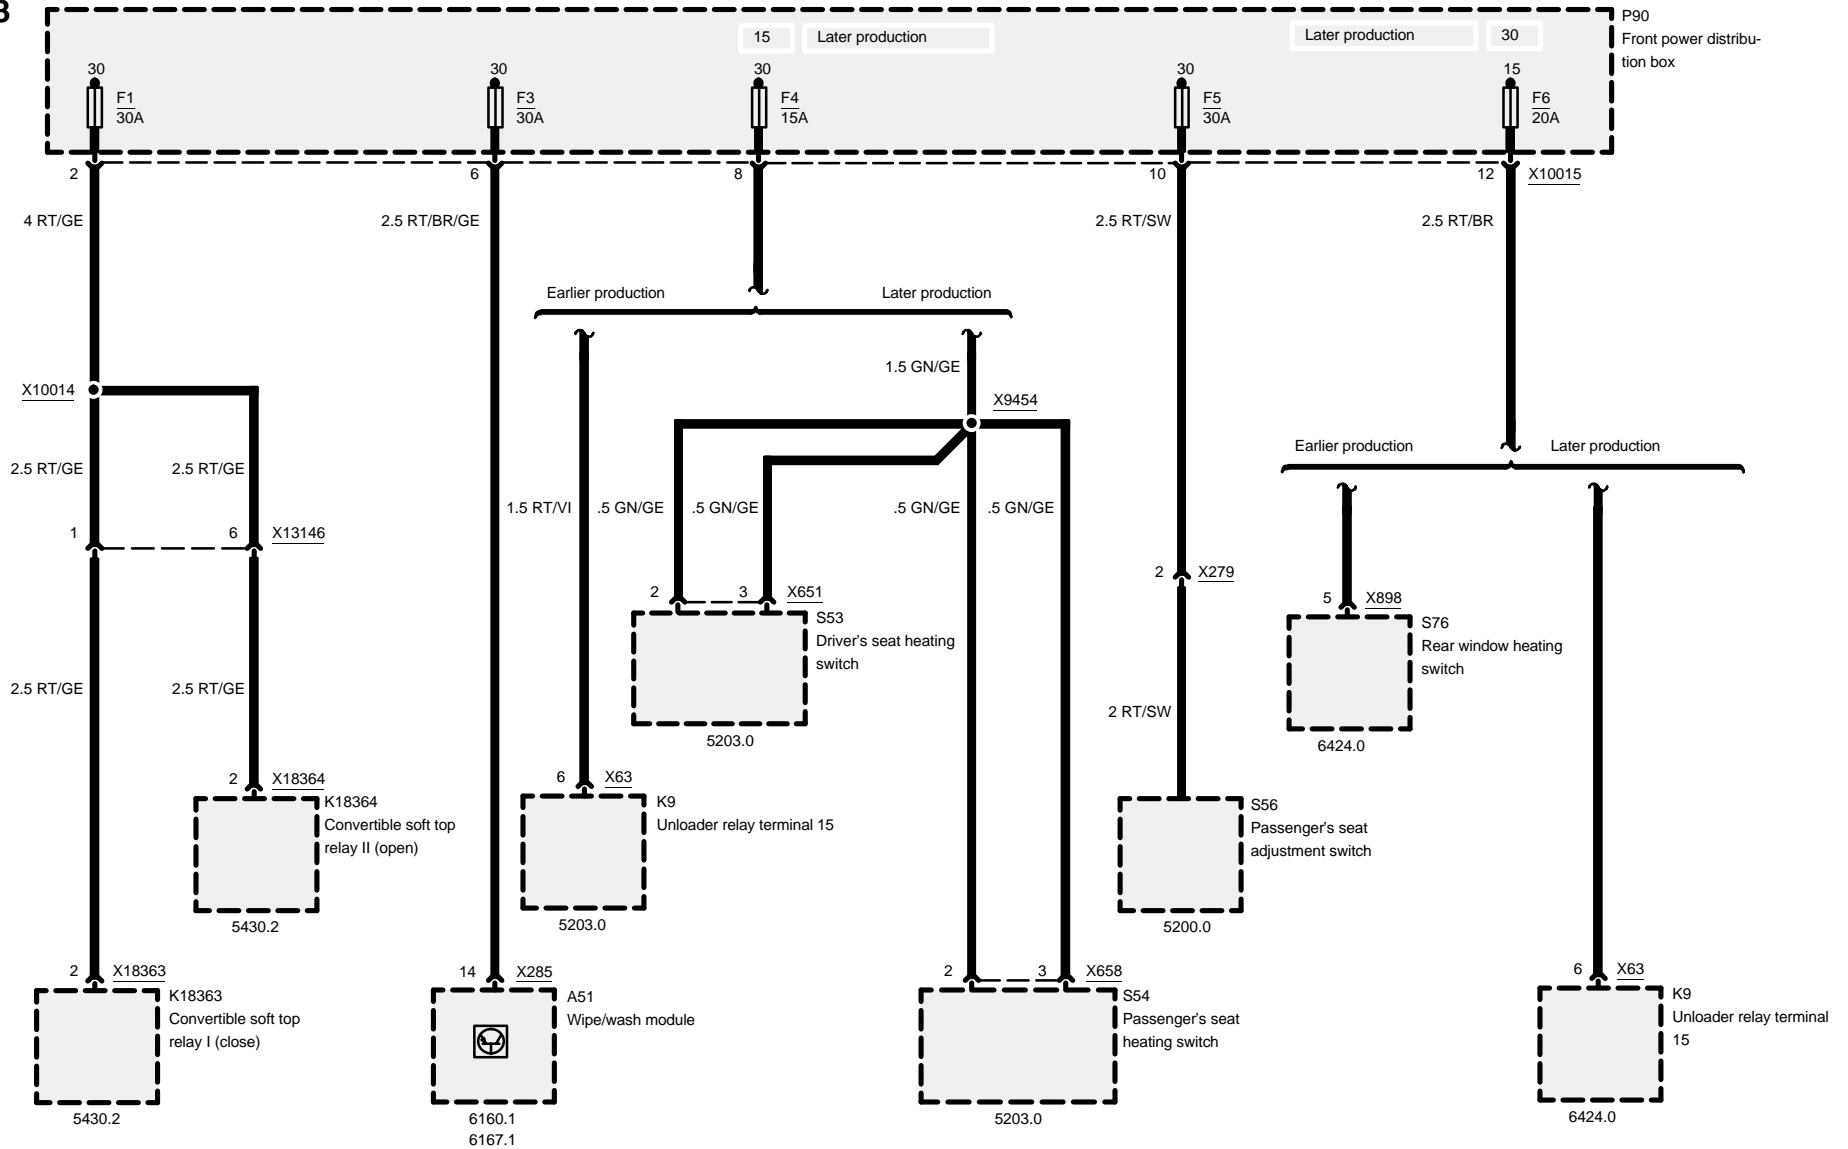 15
Later production
Later production
30
P90
Front power distribu-
tion box
30
30
30
30
15
F1
30A
F3
30A
F4
15A
F5
30A
F6
20A
2
6
8
10
12
X10015
4 RT/GE
2.5 RT/BR/GE
2.5 RT/SW
2.5 RT/BR
Earlier production
Later production
1.5 GN/GE
X10014
X9454
Earlier production
Later production
2.5 RT/GE
2.5 RT/GE
1.5 RT/VI
.5 GN/GE
.5 GN/GE
.5 GN/GE
.5 GN/GE
1
6
X13146
2
X279
2
3
X651
5
X898
S53
Driver's seat heating
switch
S76
Rear window heating
switch
2.5 RT/GE
2.5 RT/GE
2 RT/SW
5203.0
6424.0
2
X18364
6
X63
K18364
Convertible soft top
relay II (open)
K9
Unloader relay terminal 15
S56
Passenger's seat
adjustment switch
5430.2
5203.0
5200.0
2
X18363
14
X285
2
3
X658
6
X63
K18363
Convertible soft top
relay I (close)
A51
Wipe/wash module
S54
Passenger's seat
heating switch
K9
Unloader relay terminal
15
5430.2
6160.1
6167.1
5203.0
6424.0